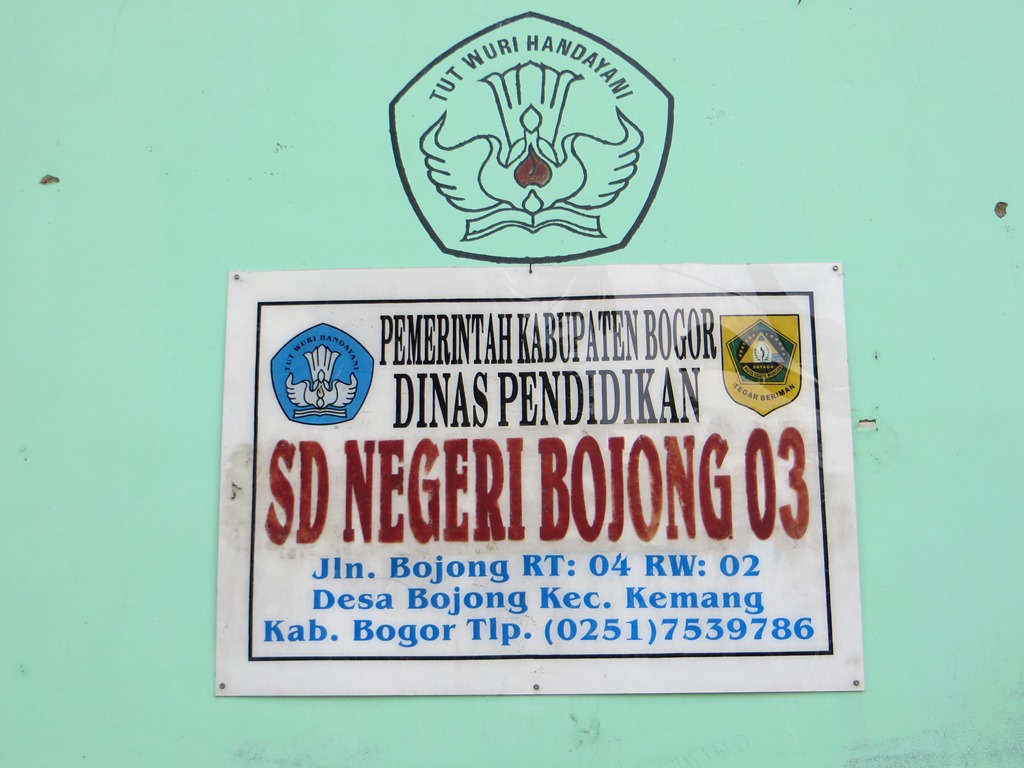 TUT WURI HANDAYANI
PEMERINTAH KABUPATEN BOGOR
DINAS PENDIDIKAN
TUT WURI HANDAYANI
TEGAR BERIMAN
SD NEGERI BOJONG 03
Jln. Bojong RT: 04 RW: 02
Desa Bojong Kec. Kemang
Kab. Bogor Tlp. (0251)7539786